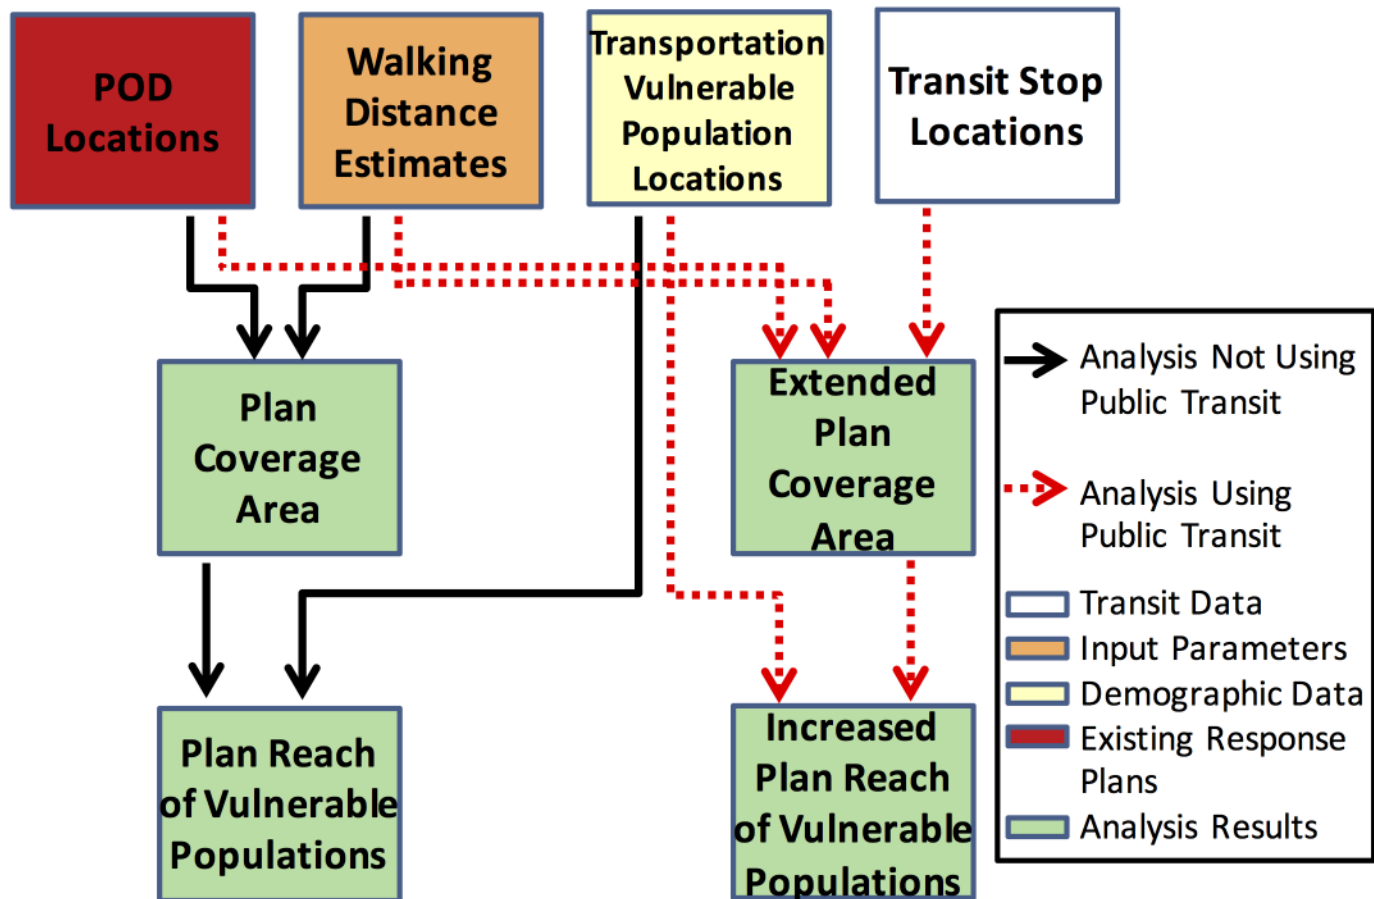 POD
Locations
Walking
Distance
Estimates
Transportation
Vulnerable
Population
Locations
Transit Stop
Locations
Plan
Coverage
Area
Extended
Plan
Coverage
Area
Plan Reach
of Vulnerable
Populations
Increased
Plan Reach
of Vulnerable
Populations
Analysis Not Using
Public Transit
Analysis Using
Public Transit
Transit Data
Input Parameters
Demographic Data
Existing Response
Plans
Analysis Results